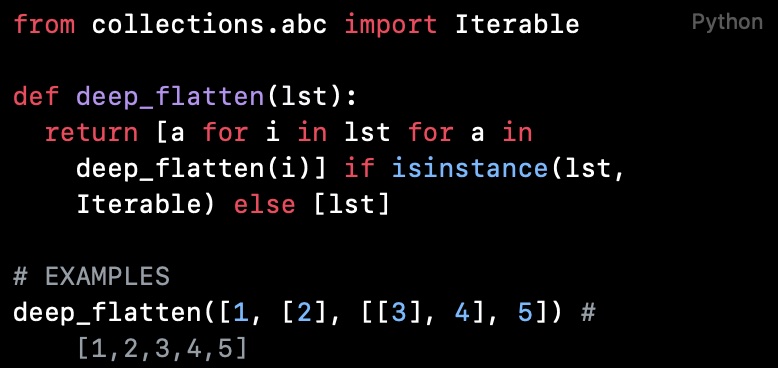 from collections.abc import Iterable
Python
def deep_flatten(lst):
  return [a for i in lst for a in
    deep_flatten(i)] if isinstance(lst,
    Iterable) else [lst]
# EXAMPLES
deep_flatten([1, [2], [[3], 4], 5]) #
    [1,2,3,4,5]